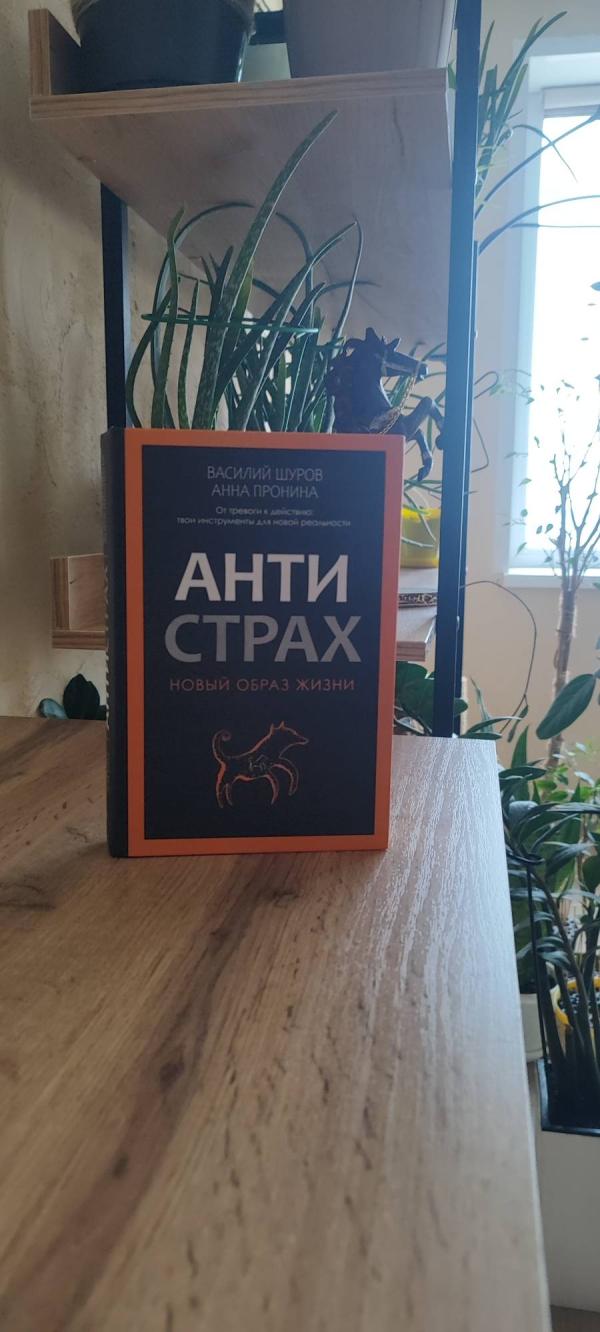 ВАСИЛИЙ ШУРОВ
АННА ПРОНИНА
От тревоги к действию:
твои инструменты для новой реальности
АНТИ
СТРАХ
НОВЫЙ ОБРАЗ ЖИЗНИ